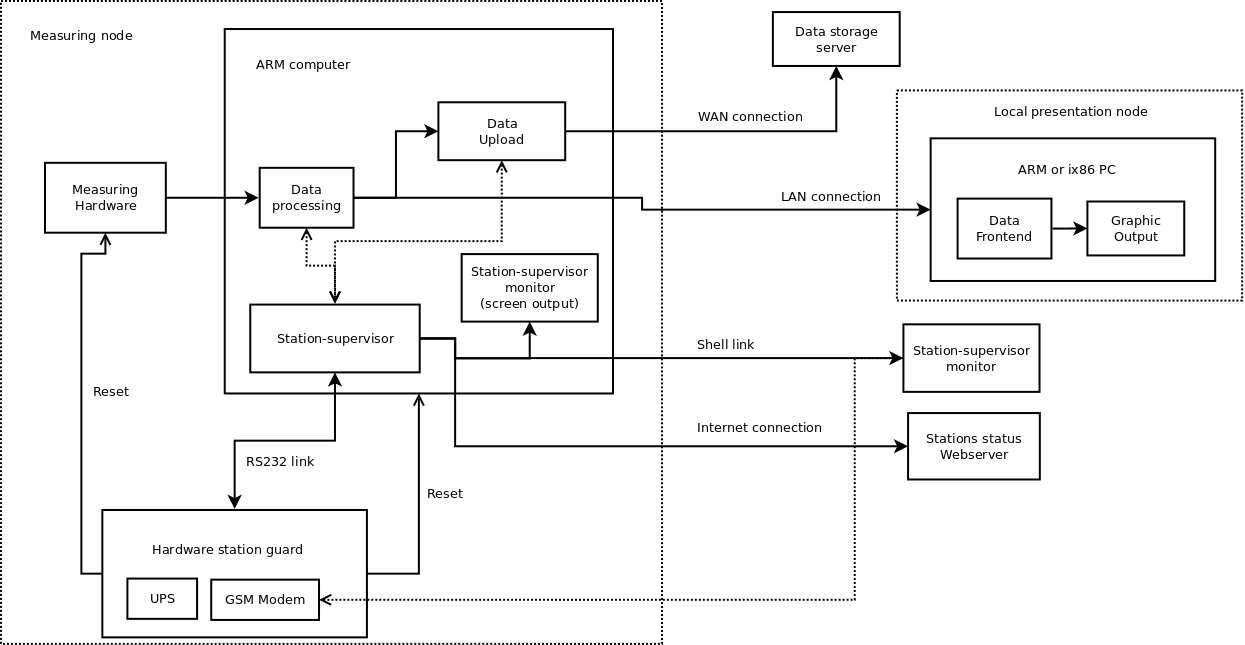 Measuring node
ARM computer
Data storage
server
Local presentation node
Data
Upload
WAN connection
ARM or ix86 PC
Measuring
Hardware
Data
processing
LAN connection
Data
Frontend
Graphic
Output
Station-supervisor
monitor
(screen output)
Station-supervisor
Shell link
Station-supervisor
monitor
Reset
Internet connection
Stations status
Webserver
RS232 link
Reset
Hardware station guard
UPS
GSM Modem